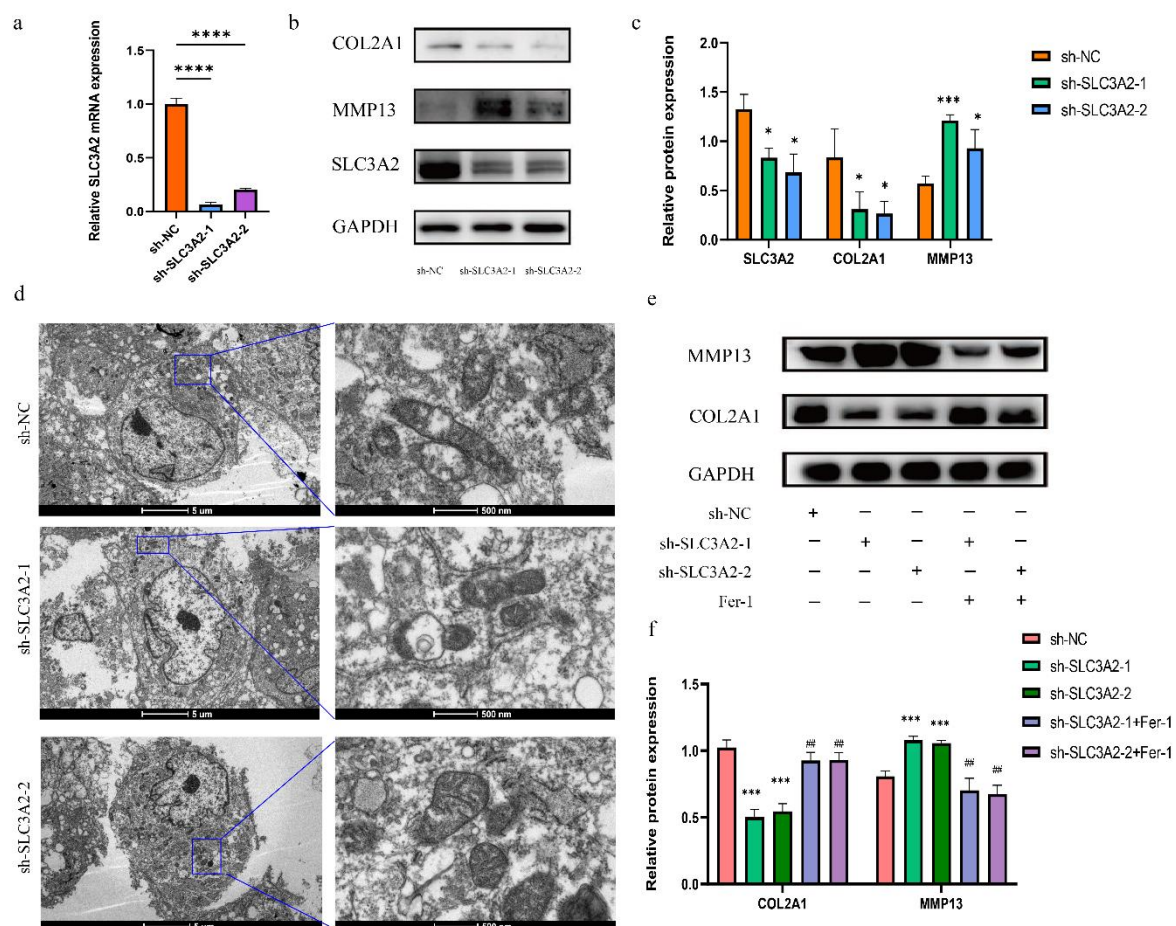 a
****
****
Relative SLC3A2 mRNA expression
1.5
1.0
0.5
0.0
sh-NC
sh-SLC3A2-1
sh-SLC3A2-2
b
COL2A1
MMP13
SLC3A2
GAPDH
sh-NC sh-SLC3A2-1 sh-SLC3A2-2
c
Relative protein expression
2.0
1.5
1.0
0.5
0.0
* *
* *
*** *
SLC3A2 COL2A1 MMP13
sh-NC
sh-SLC3A2-1
sh-SLC3A2-2
d
sh-NC
5 μm
500 nm
sh-SLC3A2-1
5 μm
500 nm
sh-SLC3A2-2
5 μm
500 nm
e
MMP13
COL2A1
GAPDH
sh-NC + — — — —
sh-SLC3A2-1 — + — + —
sh-SLC3A2-2 — — + — +
Fer-1 — — — + +
f
Relative protein expression
1.5
1.0
0.5
0.0
*** *** ## ##
*** *** ## ##
COL2A1 MMP13
sh-NC
sh-SLC3A2-1
sh-SLC3A2-2
sh-SLC3A2-1+Fer-1
sh-SLC3A2-2+Fer-1